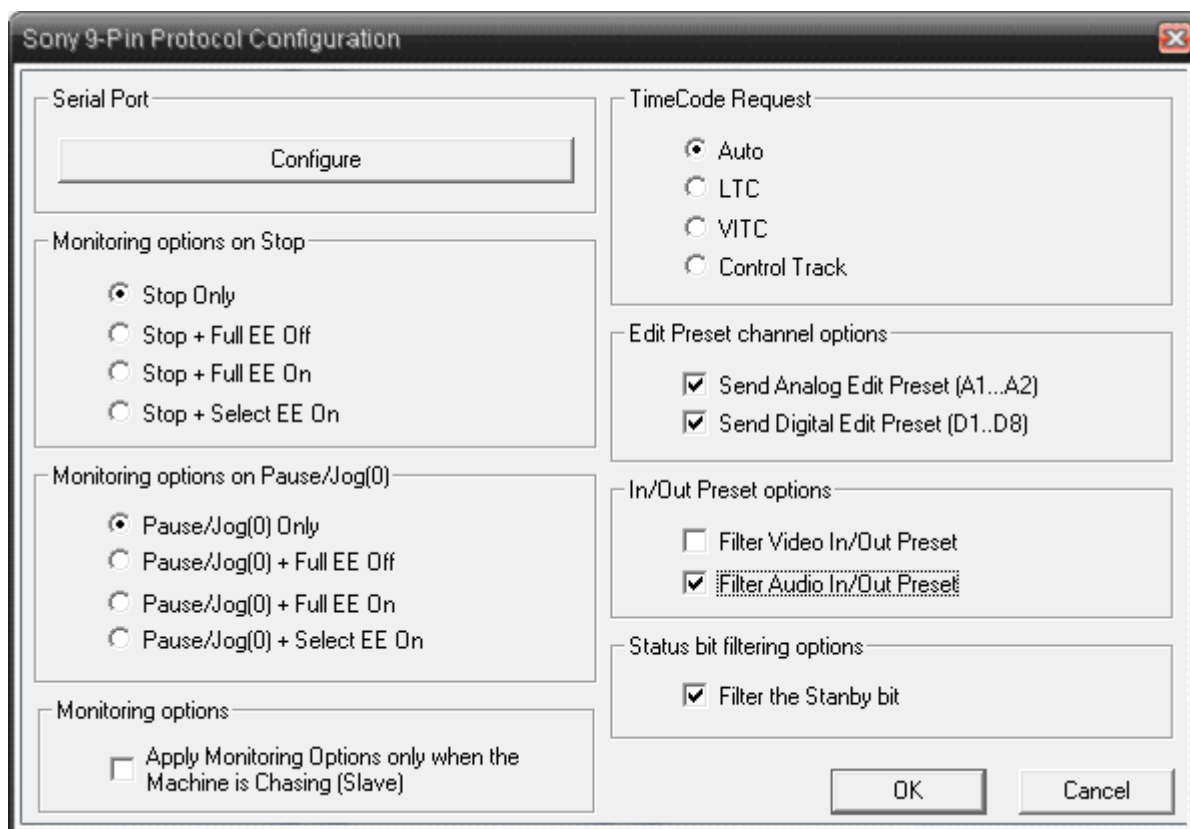 Sony 9-Pin Protocol Configuration
Serial Port
Configure
Monitoring options on Stop
Stop Only
Stop + Full EE Off
Stop + Full EE On
Stop + Select EE On
Monitoring options on Pause/Jog(0)
Pause/Jog(0) Only
Pause/Jog(0) + Full EE Off
Pause/Jog(0) + Full EE On
Pause/Jog(0) + Select EE On
Monitoring options
Apply Monitoring Options only when the
Machine is Chasing (Slave)
TimeCode Request
Auto
LTC
VITC
Control Track
Edit Preset channel options
Send Analog Edit Preset (A1...A2)
Send Digital Edit Preset (D1..D8)
In/Out Preset options
Filter Video In/Out Preset
Filter Audio In/Out Preset
Status bit filtering options
Filter the Stanby bit
OK
Cancel